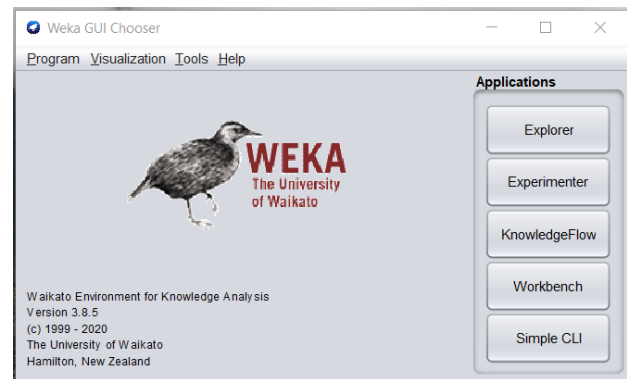 Weka GUI Chooser
Program Visualization Tools Help
Applications
WEKA
The University
of Waikato
Explorer
Experimenter
KnowledgeFlow
Workbench
Simple CLI
Waikato Environment for Knowledge Analysis
Version 3.8.5
(c) 1999 - 2020
The University of Waikato
Hamilton, New Zealand